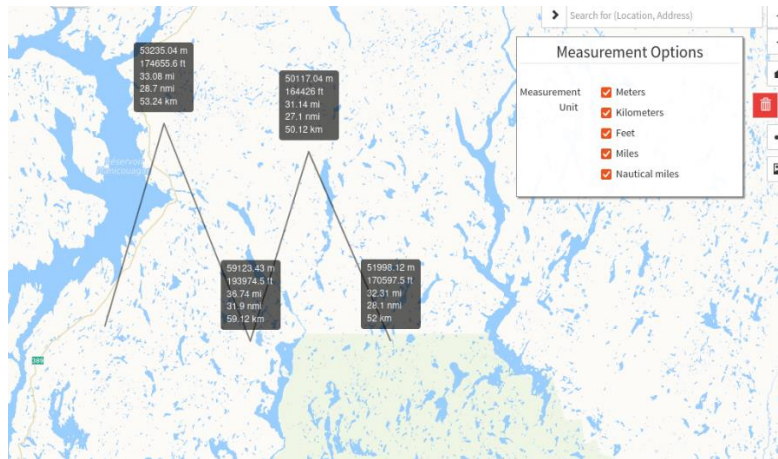 Search for (Location, Address)
Measurement Options
Measurement
Unit
Meters
Kilometers
Feet
Miles
Nautical miles
53235.04 m
174655.6 ft
33.08 mi
28.7 nmi
53.24 km
50117.04 m
164426 ft
31.14 mi
27.1 nmi
50.12 km
Réservoir
Manicouagan
59123.43 m
193974.5 ft
36.74 mi
31.9 nmi
59.12 km
51998.12 m
170597.5 ft
32.31 mi
28.1 nmi
52 km
389